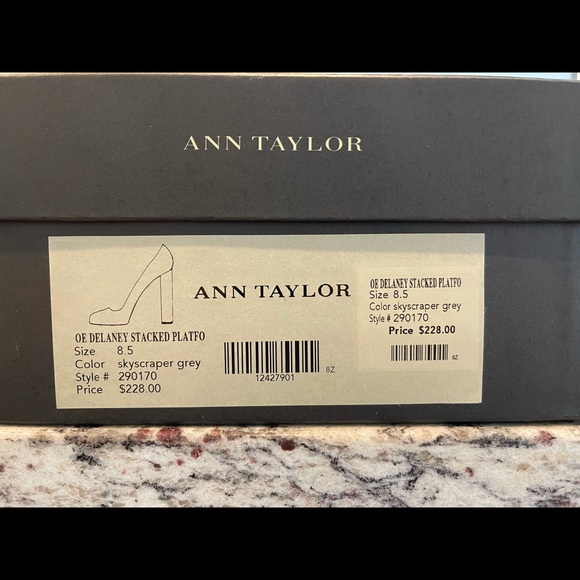 ANN TAYLOR
OE DELANEY STACKED PLATFO
Size 8.5
Color skyscraper grey
Style # 290170
Price $228.00
ANN TAYLOR
12427901
8Z
OE DELANEY STACKED PLATFO
Size 8.5
Color skyscraper grey
Style # 290170
Price $228.00
8Z